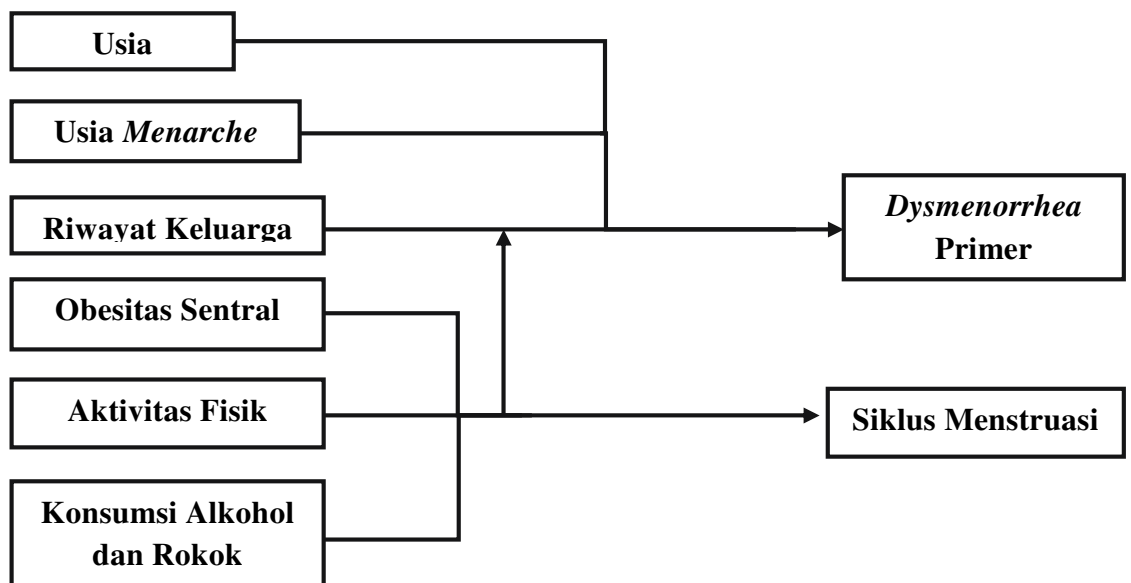 Usia
Usia Menarche
Riwayat Keluarga
Obesitas Sentral
Aktivitas Fisik
Konsumsi Alkohol
dan Rokok
Dysmenorrhea
Primer
Siklus Menstruasi